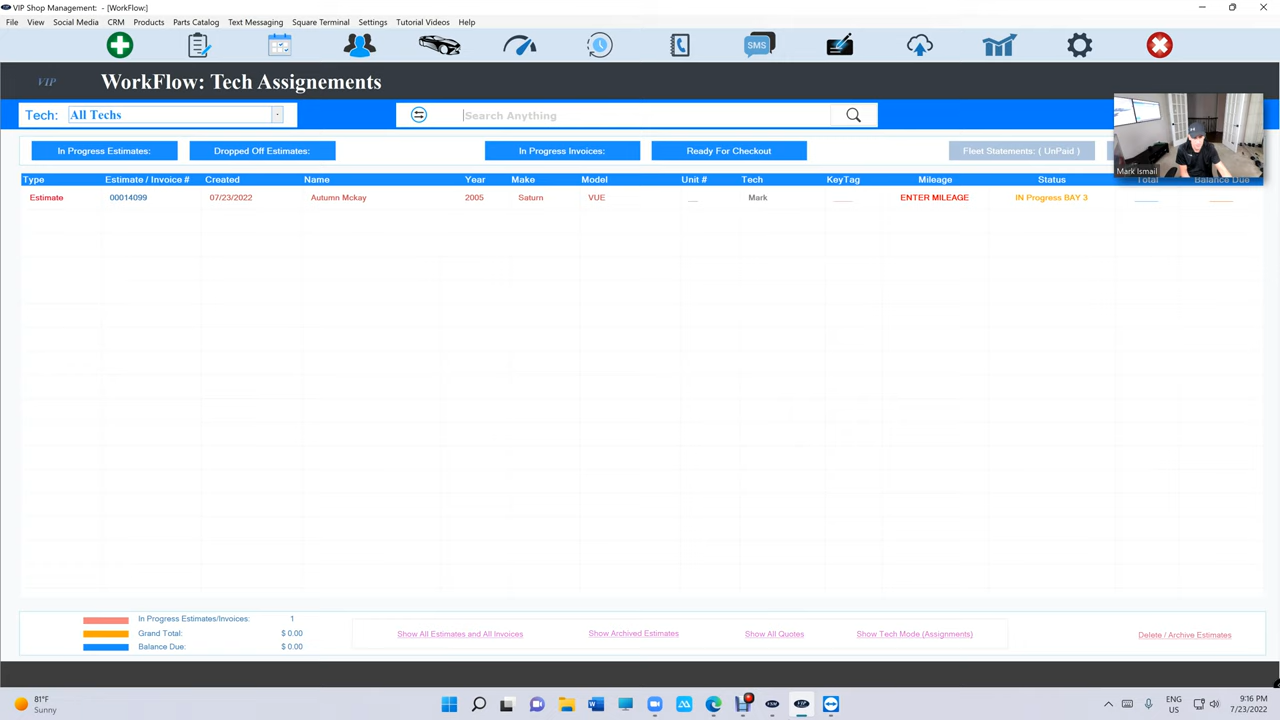 VIP Shop Management: - [WorkFlow:]
File View Social Media CRM Products Parts Catalog Text Messaging Square Terminal Settings Tutorial Videos Help
SMS
VIP WorkFlow: Tech Assignements
Tech: All Techs Search Anything
In Progress Estimates: Dropped Off Estimates: In Progress Invoices: Ready For Checkout Fleet Statements: ( UnPaid )
Mark Ismail
Type Estimate / Invoice # Created Name Year Make Model Unit # Tech KeyTag Mileage Status Total Balance Due
Estimate 00014099 07/23/2022 Autumn Mckay 2005 Saturn VUE __ Mark ____ ENTER MILEAGE IN Progress BAY 3
In Progress Estimates/Invoices: 1
Grand Total: $ 0.00
Balance Due: $ 0.00
Show All Estimates and All Invoices Show Archived Estimates Show All Quotes Show Tech Mode (Assignments) Delete / Archive Estimates
81°F
Sunny
ENG
US
9:16 PM
7/23/2022